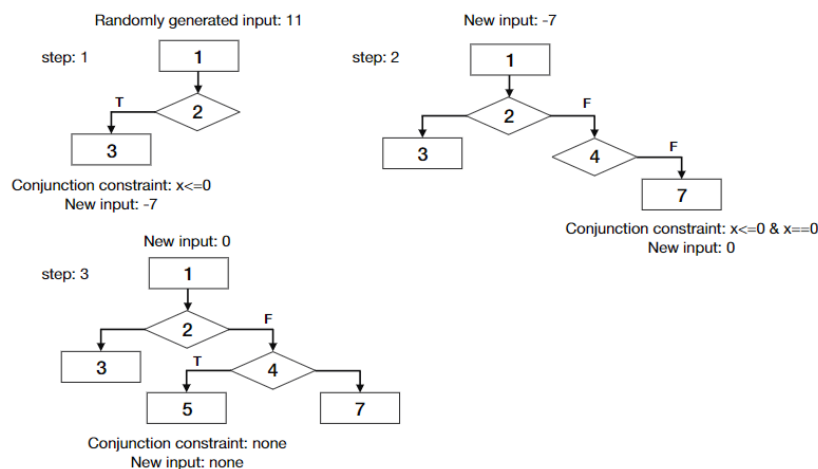 Randomly generated input: 11
step: 1
1
T
2
3
Conjunction constraint: x<=0
New input: -7
New input: -7
step: 2
1
2
F
3
4
F
7
Conjunction constraint: x<=0 & x==0
New input: 0
New input: 0
step: 3
1
2
F
3
T
4
5
7
Conjunction constraint: none
New input: none